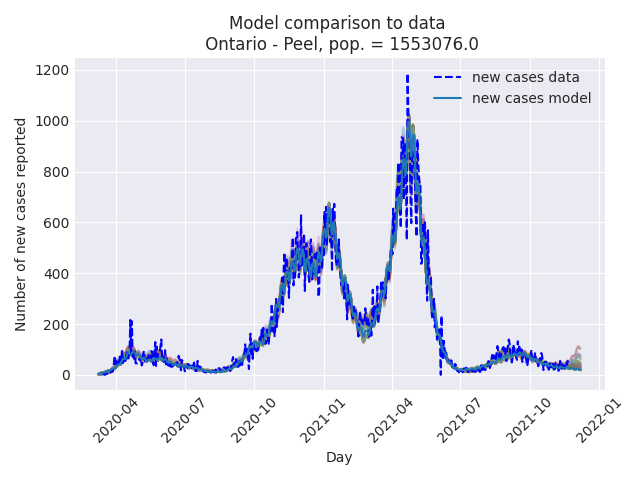 Model comparison to data
Ontario - Peel, pop. = 1553076.0
new cases data
new cases model
Number of new cases reported
1200
1000
800
600
400
200
0
2020-04
2020-07
2020-10
2021-01
2021-04
2021-07
2021-10
2022-01
Day